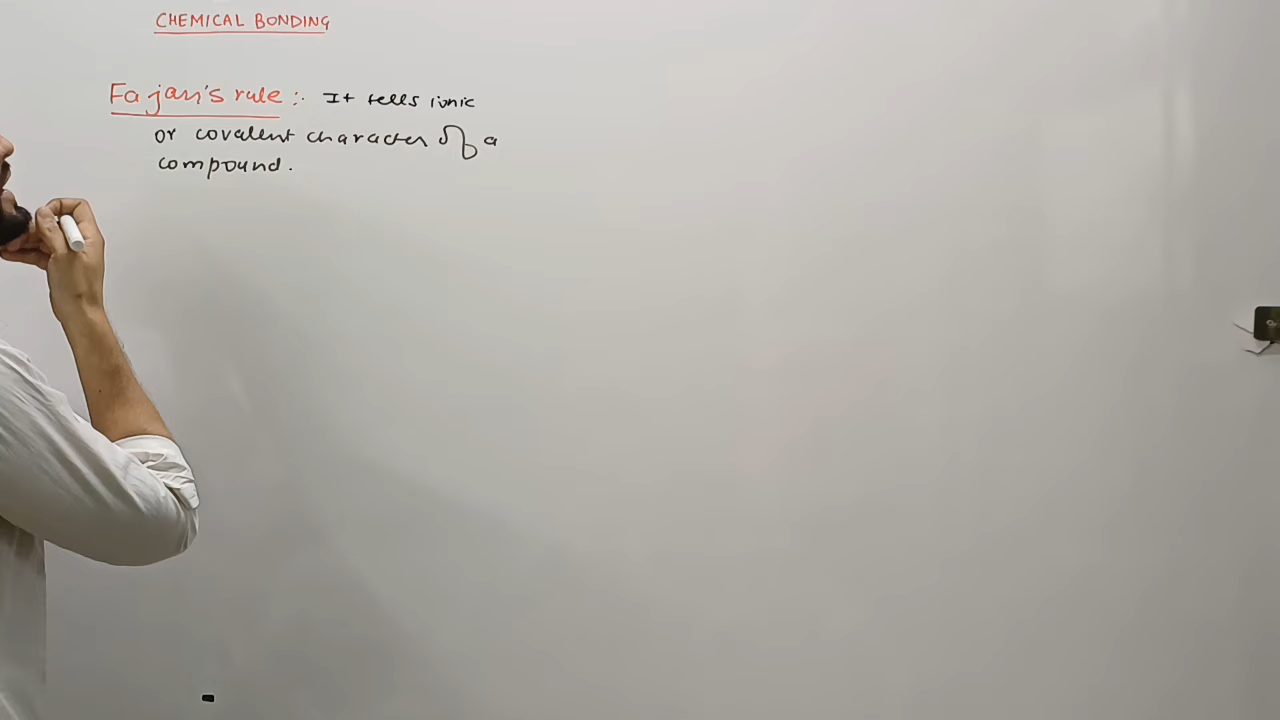 CHEMICAL BONDING
Fajan's rule :. It tells ionic
or covalent character of a
compound.